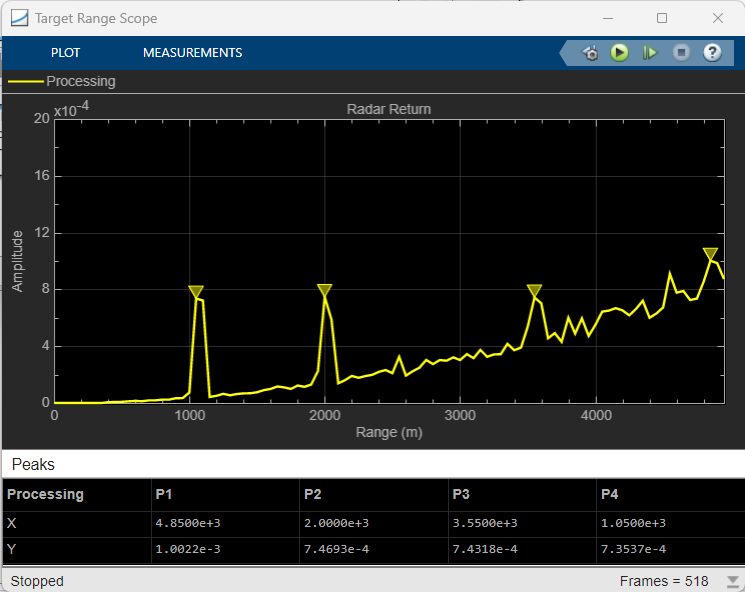 Target Range Scope
PLOT MEASUREMENTS
Processing
x10-4
Radar Return
20
16
12
8
4
0
Amplitude
0 1000 2000 3000 4000
Range (m)
Peaks
Processing P1 P2 P3 P4
X 4.8500e+3 2.0000e+3 3.5500e+3 1.0500e+3
Y 1.0022e-3 7.4693e-4 7.4318e-4 7.3537e-4
Stopped Frames = 518